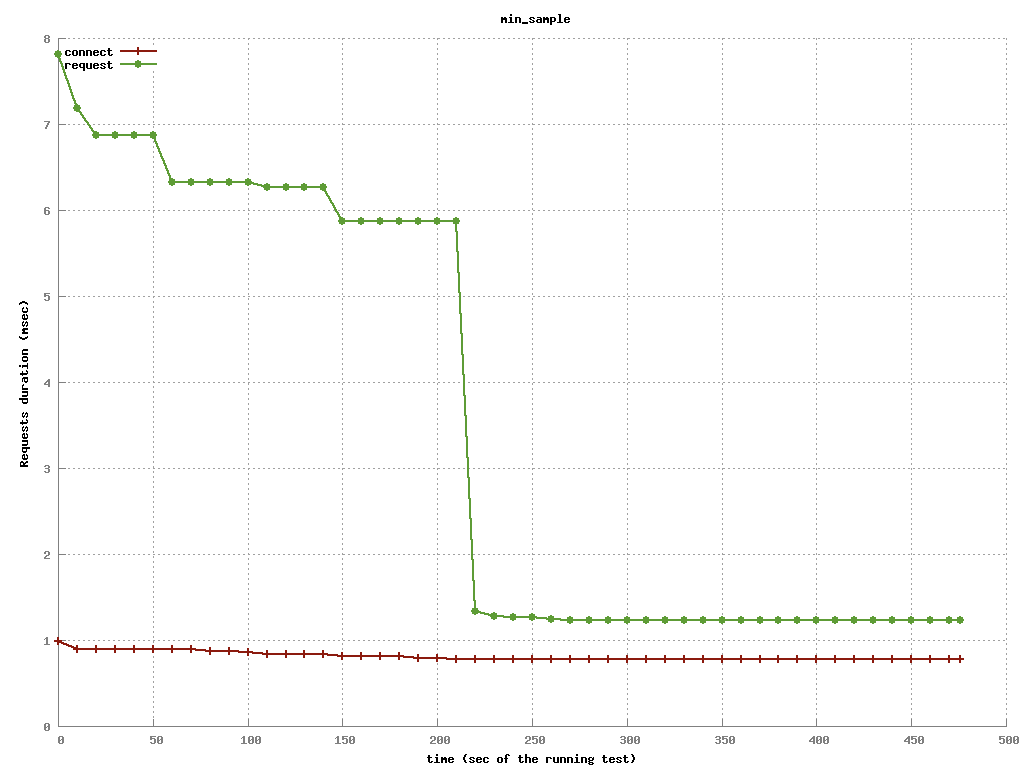 min_sample
connect
request
8
7
6
5
4
3
2
1
0
Requests duration (msec)
0 50 100 150 200 250 300 350 400 450 500
time (sec of the running test)